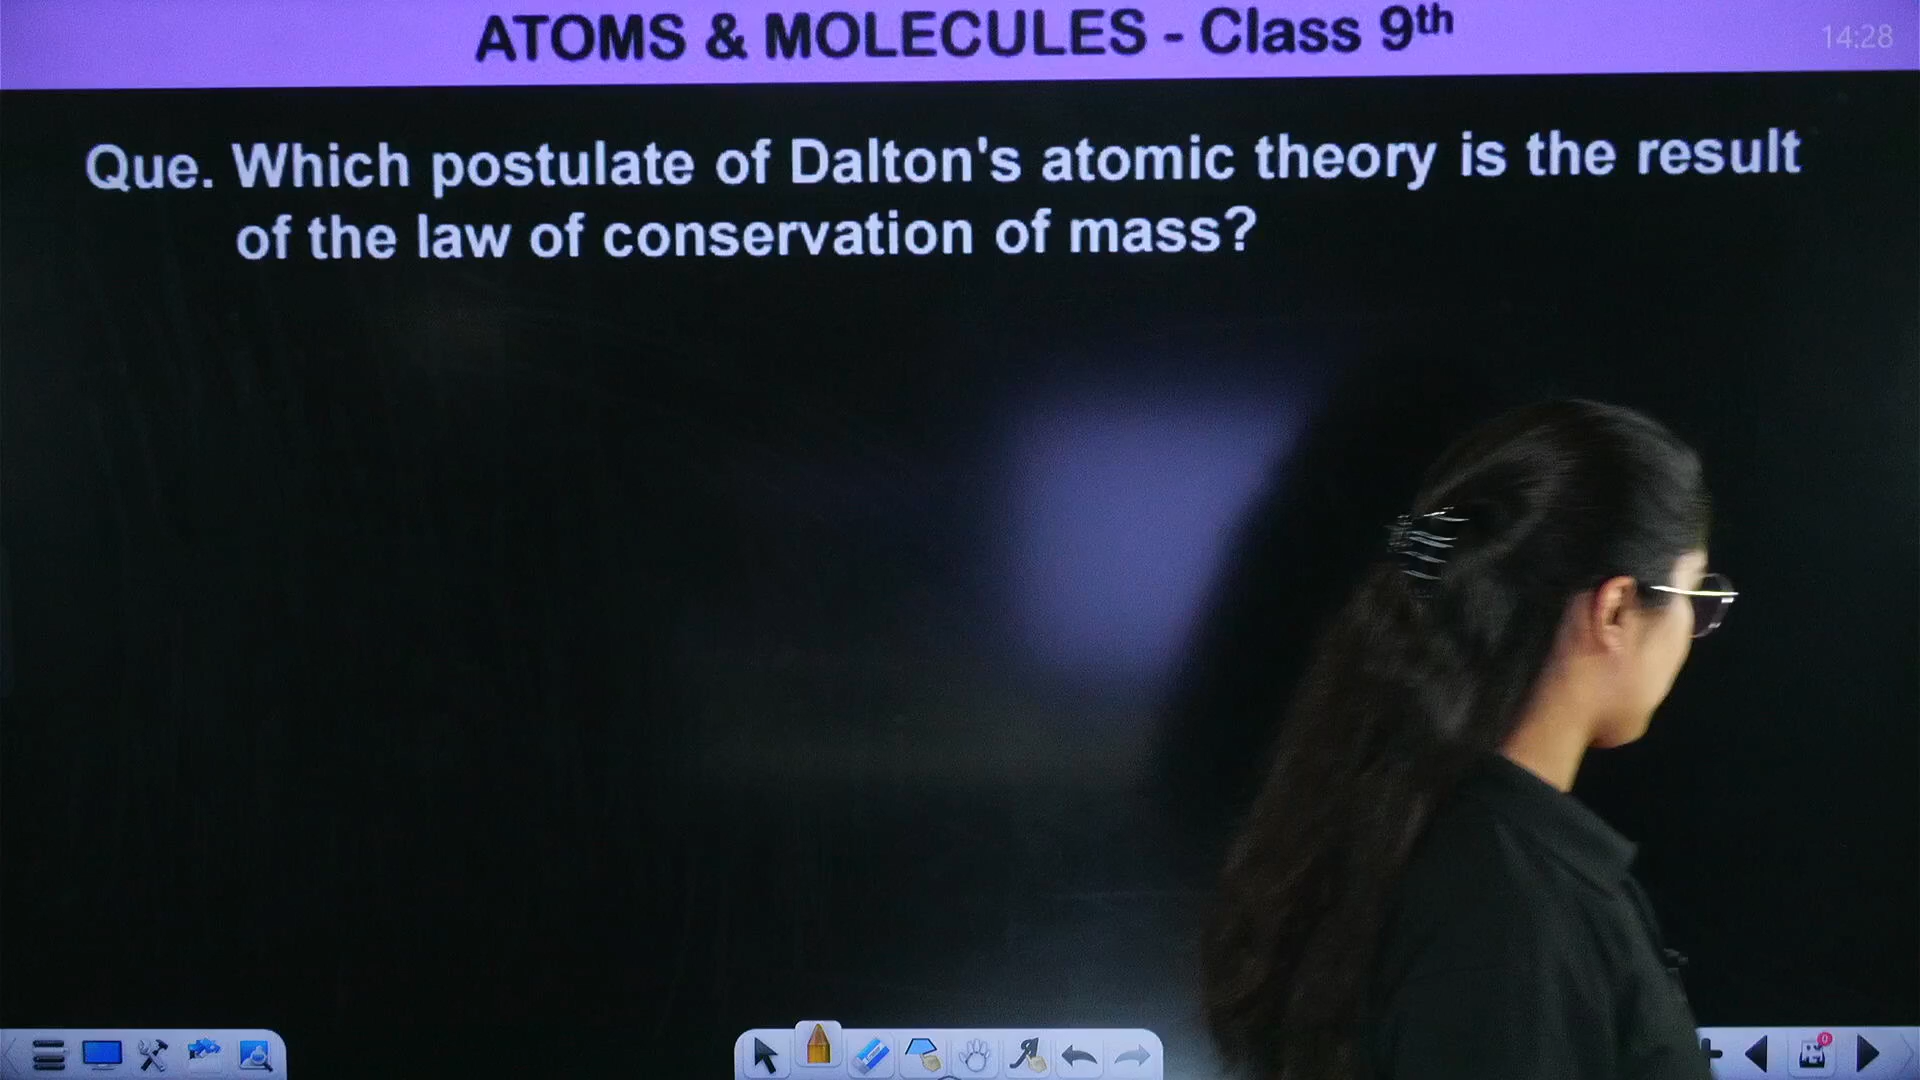 ATOMS & MOLECULES - Class 9th
14:28
Que. Which postulate of Dalton's atomic theory is the result
of the law of conservation of mass?
0